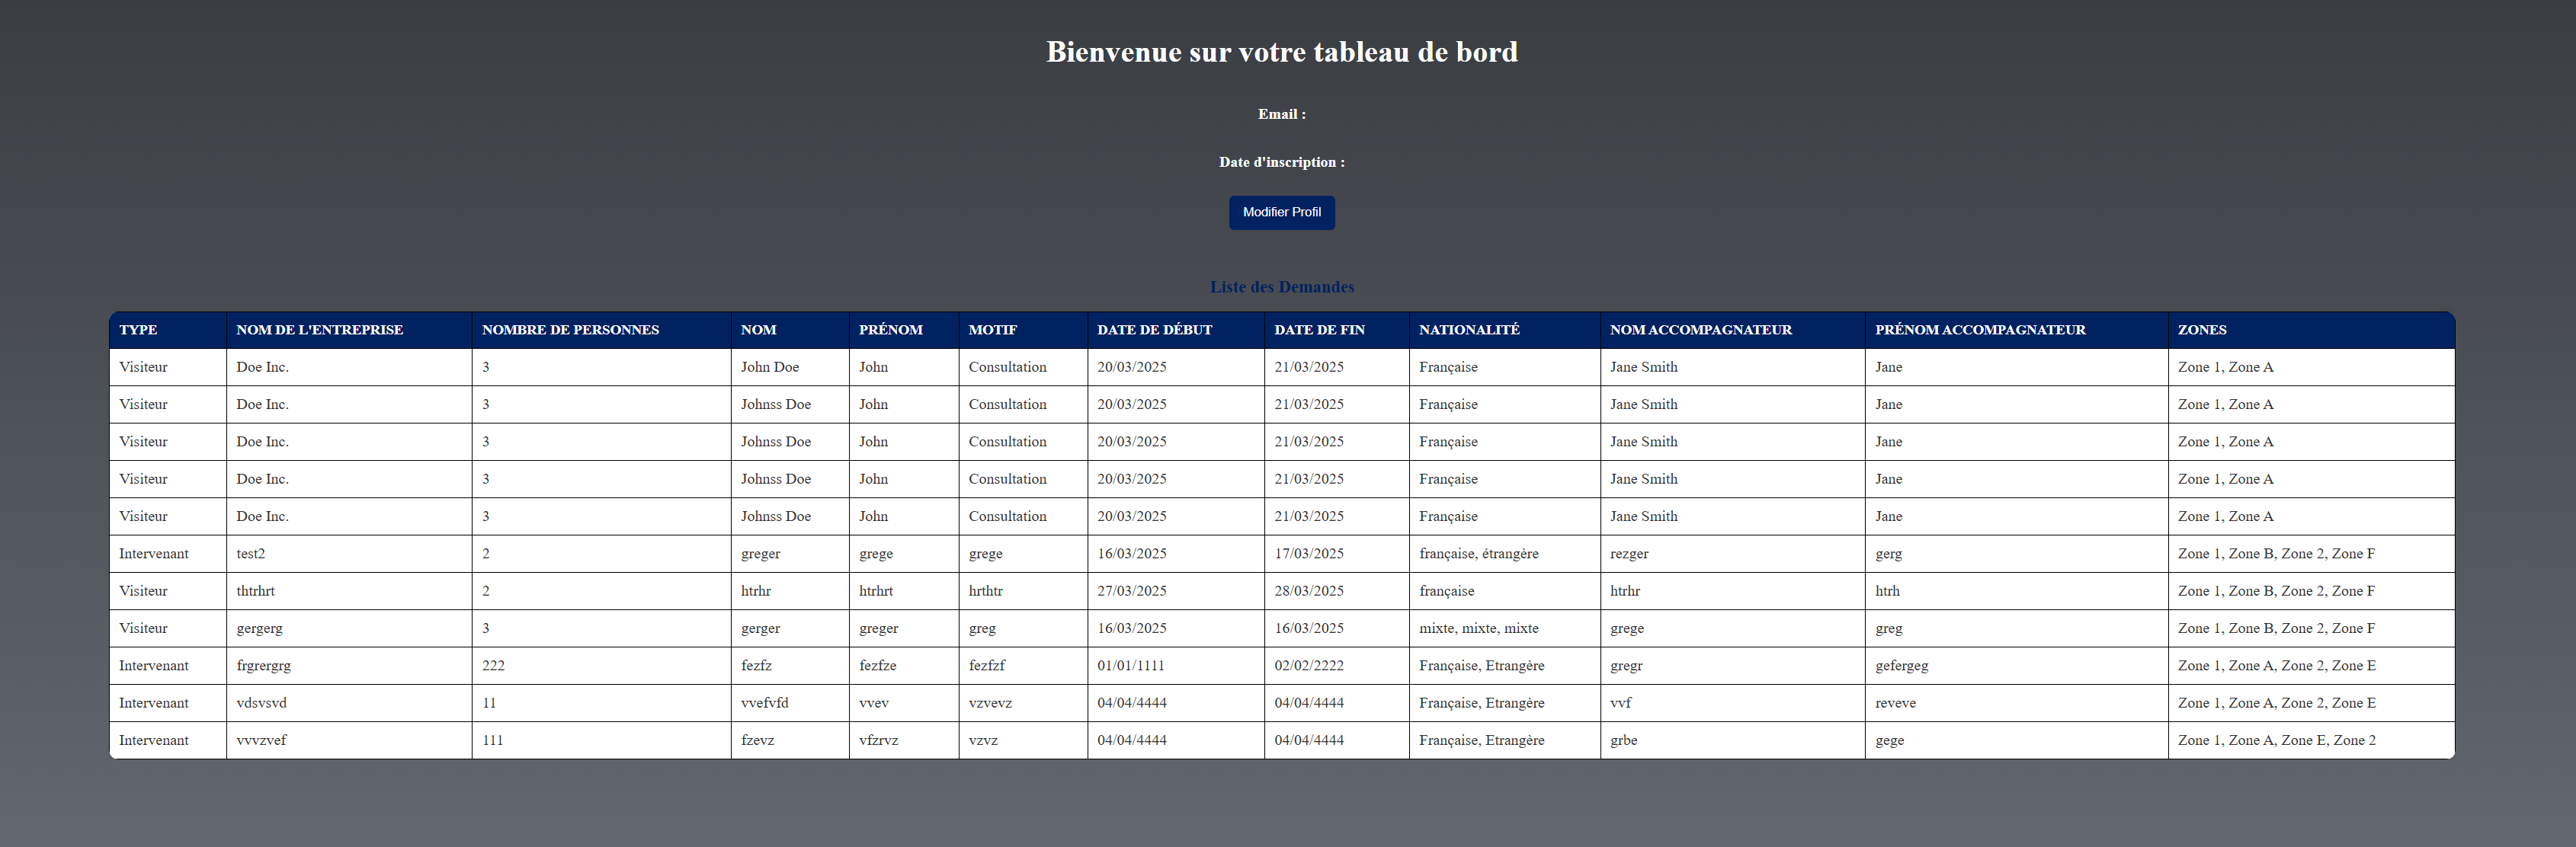 Bienvenue sur votre tableau de bord
Email :
Date d'inscription :
Modifier Profil
Liste des Demandes
TYPE NOM DE L'ENTREPRISE NOMBRE DE PERSONNES NOM PRÉNOM MOTIF DATE DE DÉBUT DATE DE FIN NATIONALITÉ NOM ACCOMPAGNATEUR PRÉNOM ACCOMPAGNATEUR ZONES
Visiteur Doe Inc. 3 John Doe John Consultation 20/03/2025 21/03/2025 Française Jane Smith Jane Zone 1, Zone A
Visiteur Doe Inc. 3 Johnss Doe John Consultation 20/03/2025 21/03/2025 Française Jane Smith Jane Zone 1, Zone A
Visiteur Doe Inc. 3 Johnss Doe John Consultation 20/03/2025 21/03/2025 Française Jane Smith Jane Zone 1, Zone A
Visiteur Doe Inc. 3 Johnss Doe John Consultation 20/03/2025 21/03/2025 Française Jane Smith Jane Zone 1, Zone A
Visiteur Doe Inc. 3 Johnss Doe John Consultation 20/03/2025 21/03/2025 Française Jane Smith Jane Zone 1, Zone A
Intervenant test2 2 greger grege grege 16/03/2025 17/03/2025 française, étrangère rezger gerg Zone 1, Zone B, Zone 2, Zone F
Visiteur thtrhrt 2 htrhr htrhrt hrthtr 27/03/2025 28/03/2025 française htrhr htrh Zone 1, Zone B, Zone 2, Zone F
Visiteur gergerg 3 gerger greger greg 16/03/2025 16/03/2025 mixte, mixte, mixte grege greg Zone 1, Zone B, Zone 2, Zone F
Intervenant frgrergrg 222 fezfz fezfze fezfzf 01/01/1111 02/02/2222 Française, Etrangère gregr gefergeg Zone 1, Zone A, Zone 2, Zone E
Intervenant vdsvsvd 11 vvefvfd vvev vzvevz 04/04/4444 04/04/4444 Française, Etrangère vvf reveve Zone 1, Zone A, Zone 2, Zone E
Intervenant vvvzvef 111 fzevz vfzrvz vzvz 04/04/4444 04/04/4444 Française, Etrangère grbe gege Zone 1, Zone A, Zone E, Zone 2